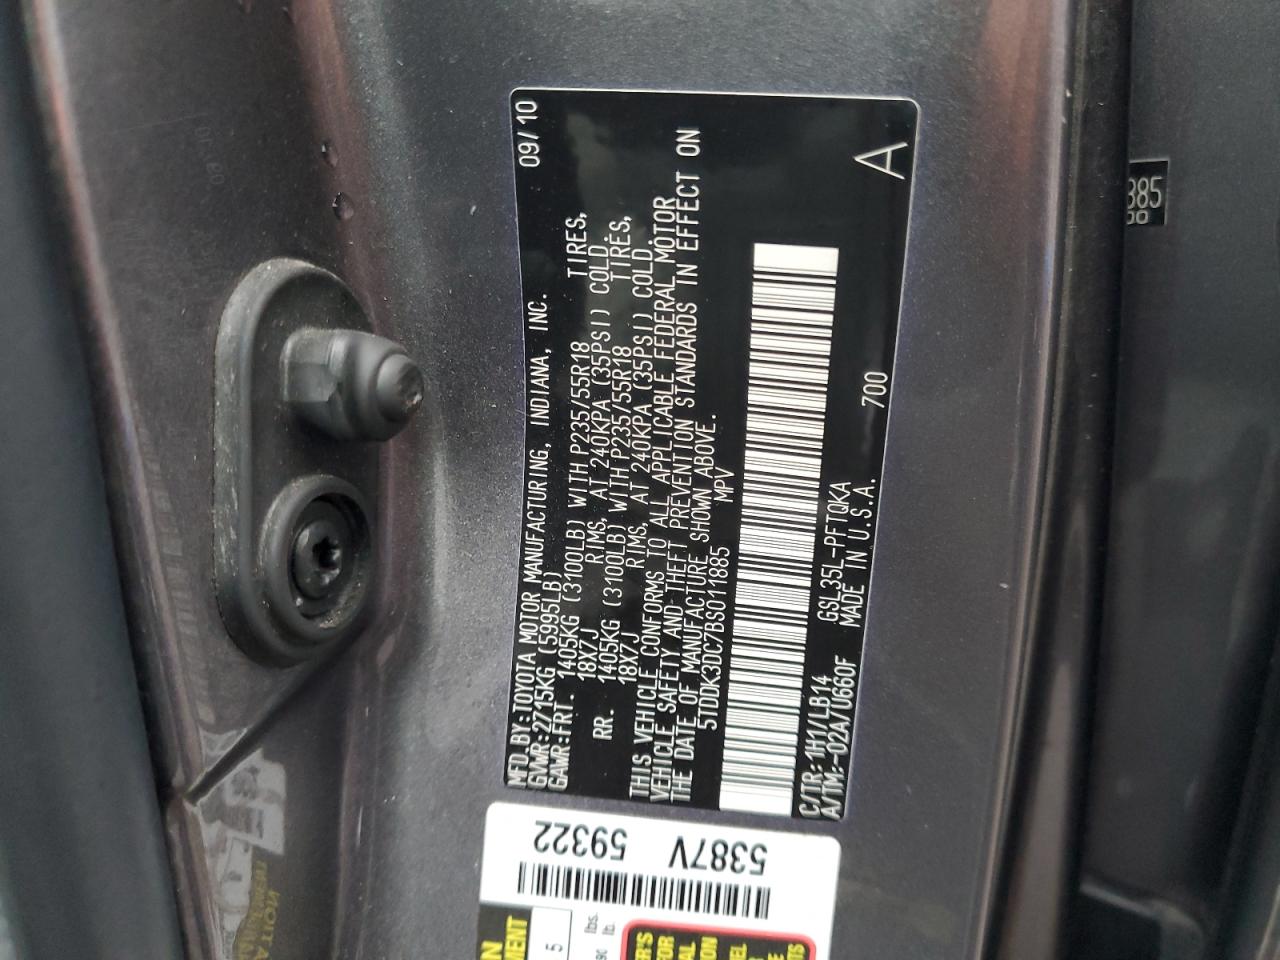 MFD.BY:TOYOTA MOTOR MANUFACTURING, INDIANA, INC. 09/10
GVWR:2715KG (5995LB)
GAWR:FRT. 1405KG (3100LB) WITH P235/55R18 TIRES,
18X7J RIMS, AT 240KPA (35PSI) COLD.
RR. 1405KG (3100LB) WITH P235/55R18 TIRES,
18X7J RIMS, AT 240KPA (35PSI) COLD.
THIS VEHICLE CONFORMS TO ALL APPLICABLE FEDERAL MOTOR
VEHICLE SAFETY AND THEFT PREVENTION STANDARDS IN EFFECT ON
THE DATE OF MANUFACTURE SHOWN ABOVE.
5TDDK3DC7BS011885 MPV
C/TR:1H1/LB14 GSL35L-PFTQKA
A/TM:-02A/U660F MADE IN U.S.A. 700
A
5387V
59322
885
5
lbs.
lb.